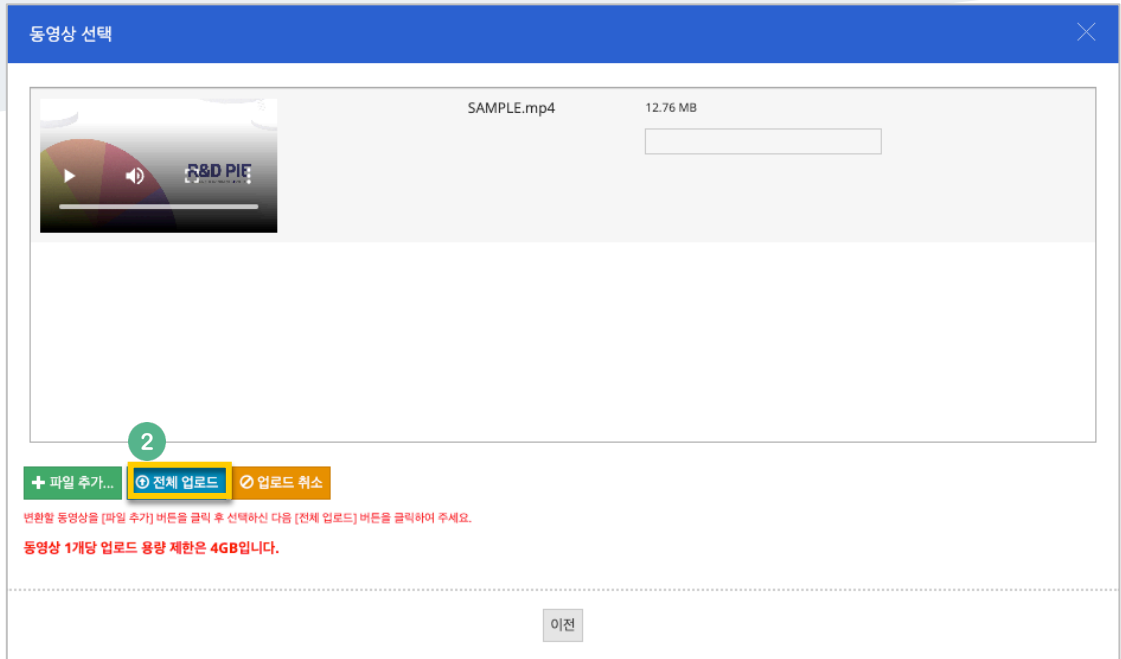 동영상 선택
SAMPLE.mp4
12.76 MB
R&D PIE
2
파일 추가...
전체 업로드
업로드 취소
변환할 동영상을 [파일 추가] 버튼을 클릭 후 선택하신 다음 [전체 업로드] 버튼을 클릭하여 주세요.
동영상 1개당 업로드 용량 제한은 4GB입니다.
이전